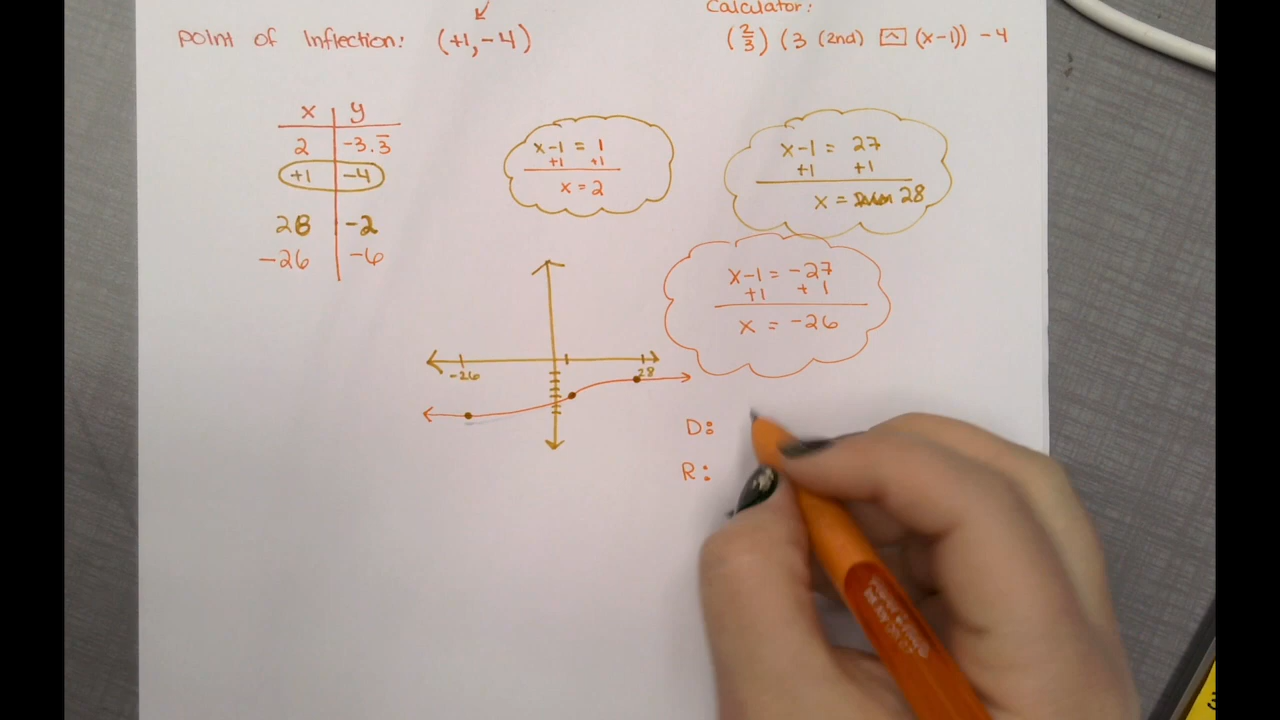 Calculator:
Point of Inflection: (+1, -4)
(2/3) (3 (2nd) ^ (x-1)) - 4
x y
2 -3.3̅
+1 -4
28 -2
-26 -6
x-1 = 1
+1 +1
x = 2
x-1 = 27
+1 +1
x = 28
x-1 = -27
+1 +1
x = -26
-26
28
D:
R: